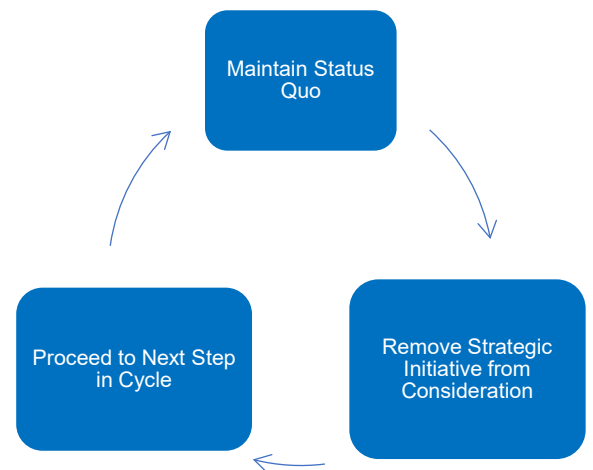 Maintain Status
Quo
Remove Strategic
Initiative from
Consideration
Proceed to Next Step
in Cycle